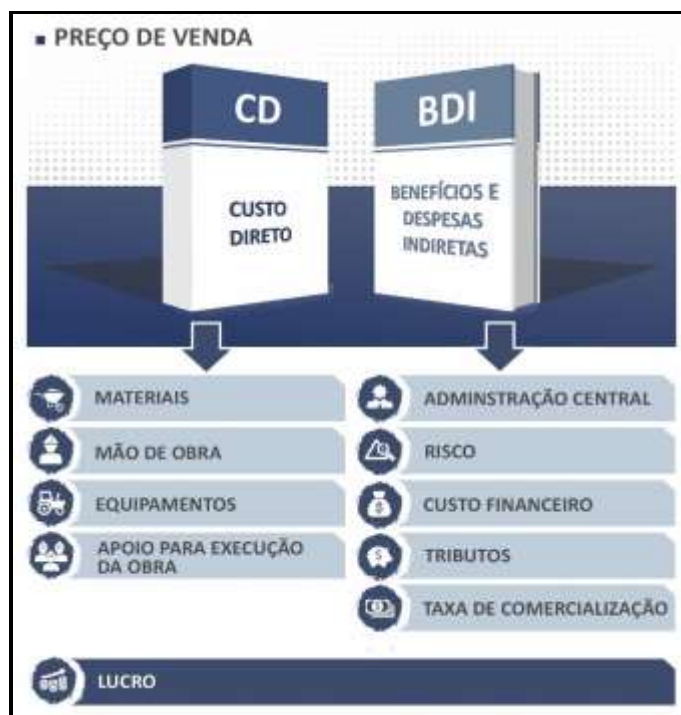 PREÇO DE VENDA
CD
CUSTO
DIRETO
BDI
BENEFÍCIOS E
DESPESAS
INDIRETAS
MATERIAIS
MÃO DE OBRA
EQUIPAMENTOS
APOIO PARA EXECUÇÃO
DA OBRA
ADMINSTRAÇÃO CENTRAL
RISCO
CUSTO FINANCEIRO
TRIBUTOS
TAXA DE COMERCIALIZAÇÃO
LUCRO